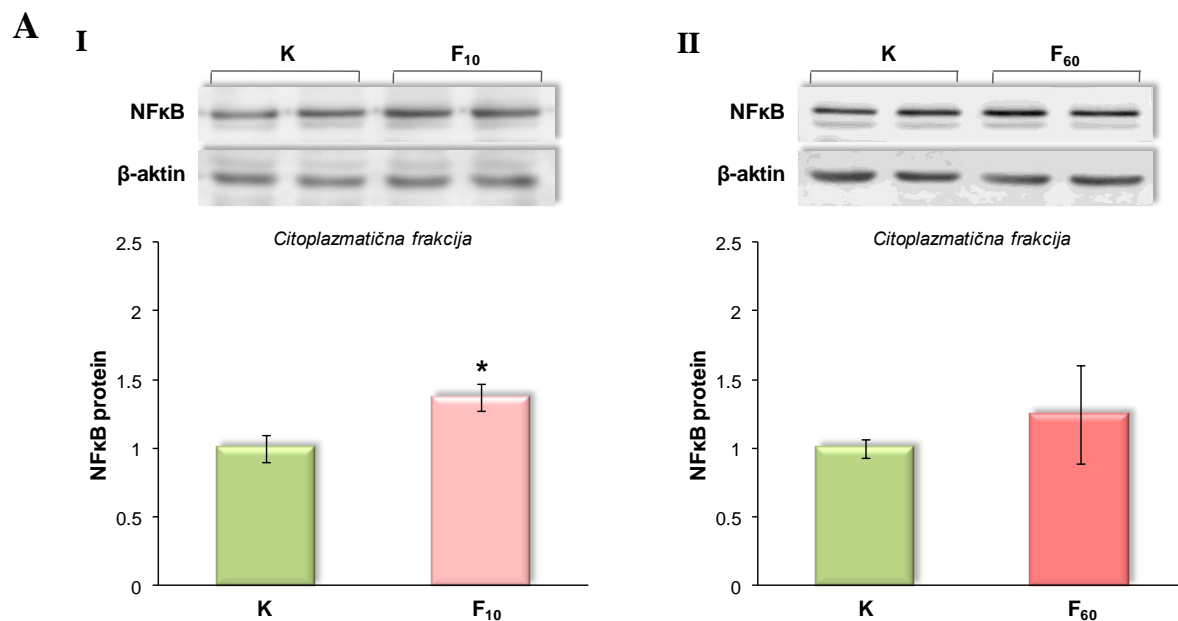 A
I
K F₁₀
NFκB
β-aktin
Citoplazmatična frakcija
NFκB protein
2.5
2
1.5
1
0.5
0
*
K F₁₀
II
K F₆₀
NFκB
β-aktin
Citoplazmatična frakcija
NFκB protein
2.5
2
1.5
1
0.5
0
K F₆₀